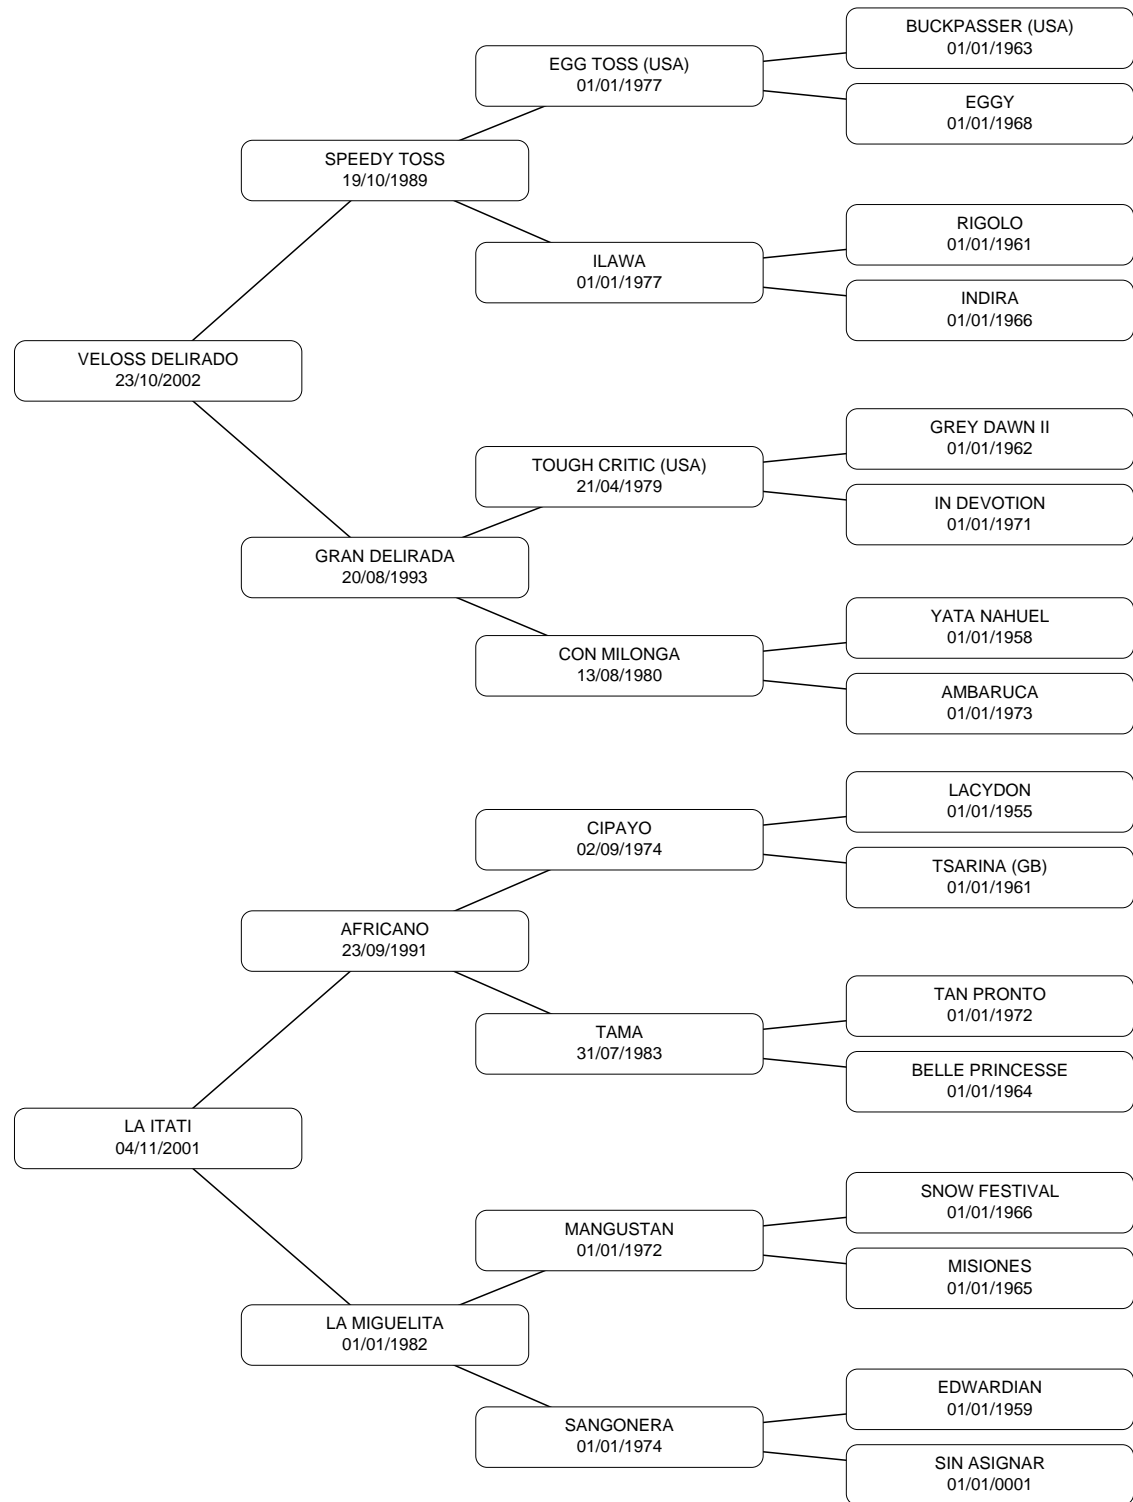 BUCKPASSER (USA)
01/01/1963
EGG TOSS (USA)
01/01/1977
EGGY
01/01/1968
SPEEDY TOSS
19/10/1989
RIGOLO
01/01/1961
ILAWA
01/01/1977
INDIRA
01/01/1966
VELOSS DELIRADO
23/10/2002
GREY DAWN II
01/01/1962
TOUGH CRITIC (USA)
21/04/1979
IN DEVOTION
01/01/1971
GRAN DELIRADA
20/08/1993
YATA NAHUEL
01/01/1958
CON MILONGA
13/08/1980
AMBARUCA
01/01/1973
LACYDON
01/01/1955
CIPAYO
02/09/1974
TSARINA (GB)
01/01/1961
AFRICANO
23/09/1991
TAN PRONTO
01/01/1972
TAMA
31/07/1983
BELLE PRINCESSE
01/01/1964
LA ITATI
04/11/2001
SNOW FESTIVAL
01/01/1966
MANGUSTAN
01/01/1972
MISIONES
01/01/1965
LA MIGUELITA
01/01/1982
EDWARDIAN
01/01/1959
SANGONERA
01/01/1974
SIN ASIGNAR
01/01/0001